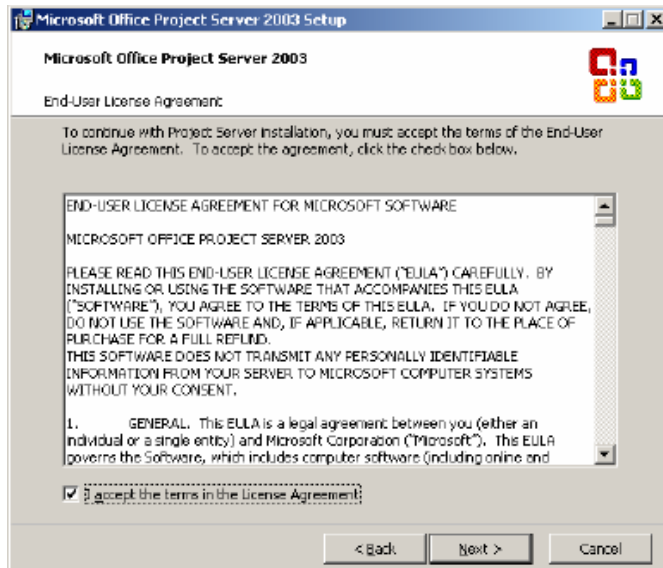 Microsoft Office Project Server 2003 Setup
Microsoft Office Project Server 2003
End-User License Agreement
To continue with Project Server installation, you must accept the terms of the End-User
License Agreement. To accept the agreement, click the check box below.
END-USER LICENSE AGREEMENT FOR MICROSOFT SOFTWARE
MICROSOFT OFFICE PROJECT SERVER 2003
PLEASE READ THIS END-USER LICENSE AGREEMENT ("EULA") CAREFULLY. BY
INSTALLING OR USING THE SOFTWARE THAT ACCOMPANIES THIS EULA
("SOFTWARE"), YOU AGREE TO THE TERMS OF THIS EULA. IF YOU DO NOT AGREE,
DO NOT USE THE SOFTWARE AND, IF APPLICABLE, RETURN IT TO THE PLACE OF
PURCHASE FOR A FULL REFUND.
THIS SOFTWARE DOES NOT TRANSMIT ANY PERSONALLY IDENTIFIABLE
INFORMATION FROM YOUR SERVER TO MICROSOFT COMPUTER SYSTEMS
WITHOUT YOUR CONSENT.
1. GENERAL. This EULA is a legal agreement between you (either an
individual or a single entity) and Microsoft Corporation ("Microsoft"). This EULA
governs the Software, which includes computer software (including online and
I accept the terms in the License Agreement
< Back Next > Cancel